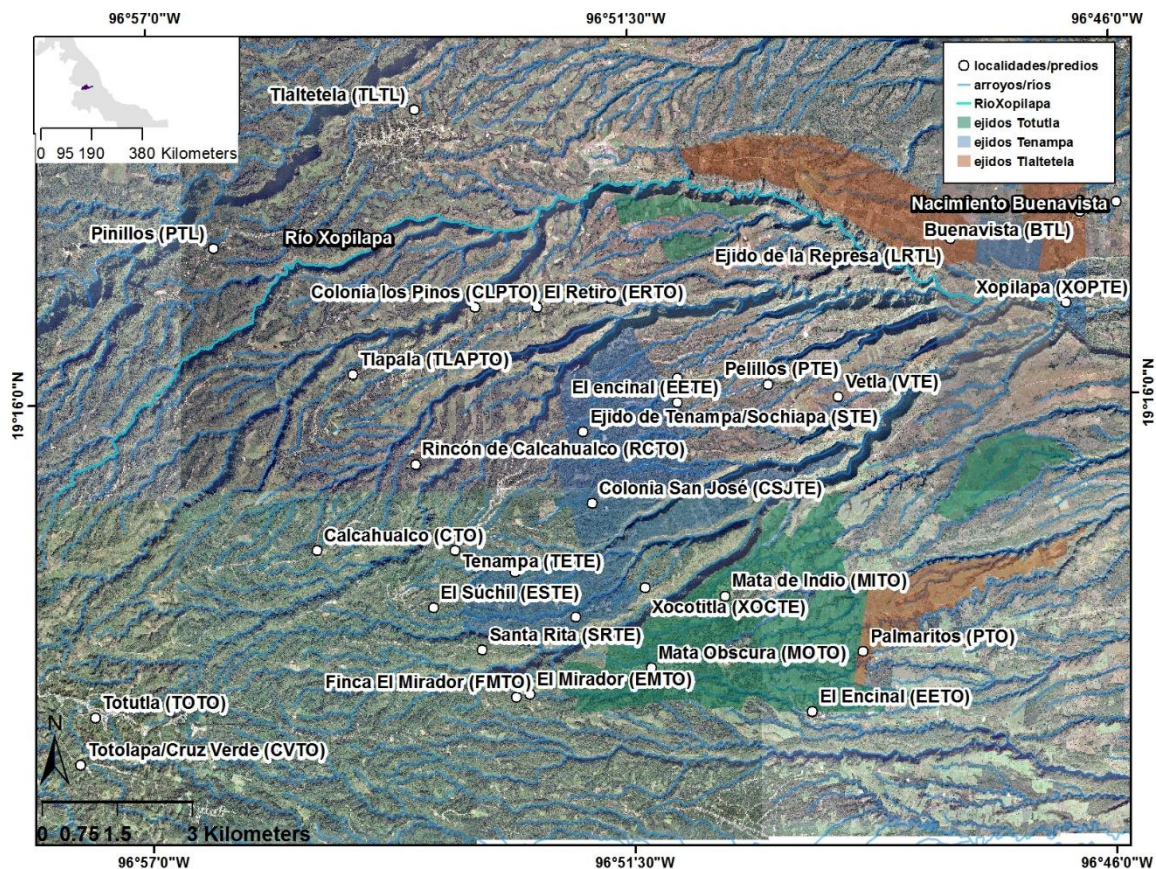 96°57'0"W
96°51'30"W
96°46'0"W
0 95 190 380 Kilometers
localidades/predios
arroyos/ríos
RíoXopilapa
ejidos Totutla
ejidos Tenampa
ejidos Tlaltetela
Tlaltetela (TLTL)
Nacimiento Buenavista
Buenavista (BTL)
Pinillos (PTL)
Río Xopilapa
Ejido de la Represa (LRTL)
Xopilapa (XOPTE)
Colonia los Pinos (CLPTO)
El Retiro (ERTO)
Tlapala (TLAPTO)
Pelillos (PTE)
El encinal (EETE)
Vetla (VTE)
19°16'0"N
19°16'0"N
Ejido de Tenampa/Sochiapa (STE)
Rincón de Calcahualco (RCTO)
Colonia San José (CSJTE)
Calcahualco (CTO)
Tenampa (TETE)
Mata de Indio (MITO)
El Súchil (ESTE)
Xocotitla (XOCTE)
Santa Rita (SRTE)
Palmaritos (PTO)
Mata Obscura (MOTO)
Finca El Mirador (FMTO)
El Mirador (EMTO)
El Encinal (EETO)
Totutla (TOTO)
N
Totolapa/Cruz Verde (CVTO)
0 0.75 1.5 3 Kilometers
96°57'0"W
96°51'30"W
96°46'0"W